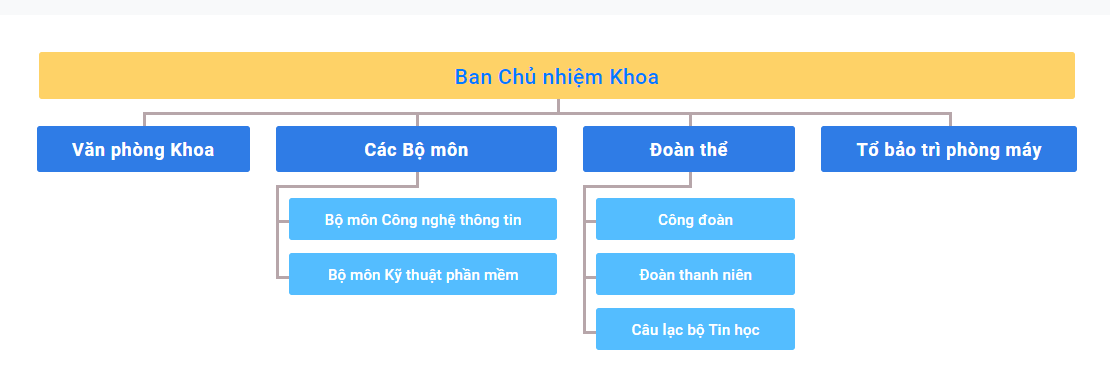 Ban Chủ nhiệm Khoa
Văn phòng Khoa
Các Bộ môn
Đoàn thể
Tổ bảo trì phòng máy
Bộ môn Công nghệ thông tin
Bộ môn Kỹ thuật phần mềm
Công đoàn
Đoàn thanh niên
Câu lạc bộ Tin học